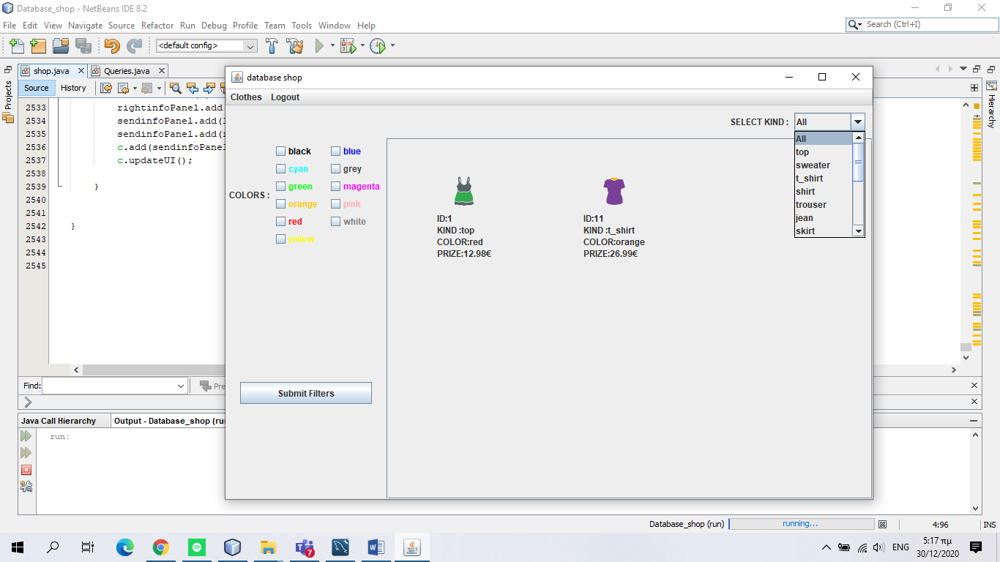 Database_shop - NetBeans IDE 8.2
File Edit View Navigate Source Refactor Run Debug Profile Team Tools Window Help
Search (Ctrl+I)
<default config>
shop.java
Queries.java
Projects
Source History
Hierarchy
2533 rightinfoPanel.add
2534 sendinfoPanel.add(
2535 sendinfoPanel.add(
2536 c.add(sendinfoPanel
2537 c.updateUI();
2538
2539 }
2540
2541
2542 }
2543
2544
2545
Find:
Pre
database shop
Clothes Logout
SELECT KIND : All
All
top
sweater
t_shirt
shirt
trouser
jean
skirt
COLORS :
black blue
cyan grey
green magenta
orange pink
red white
yellow
Submit Filters
ID:1
KIND :top
COLOR:red
PRIZE:12.98€
ID:11
KIND :t_shirt
COLOR:orange
PRIZE:26.99€
Java Call Hierarchy
Output - Database_shop (ru
run:
Database_shop (run) running...
4:96 INS
7
ENG
5:17 πμ
30/12/2020